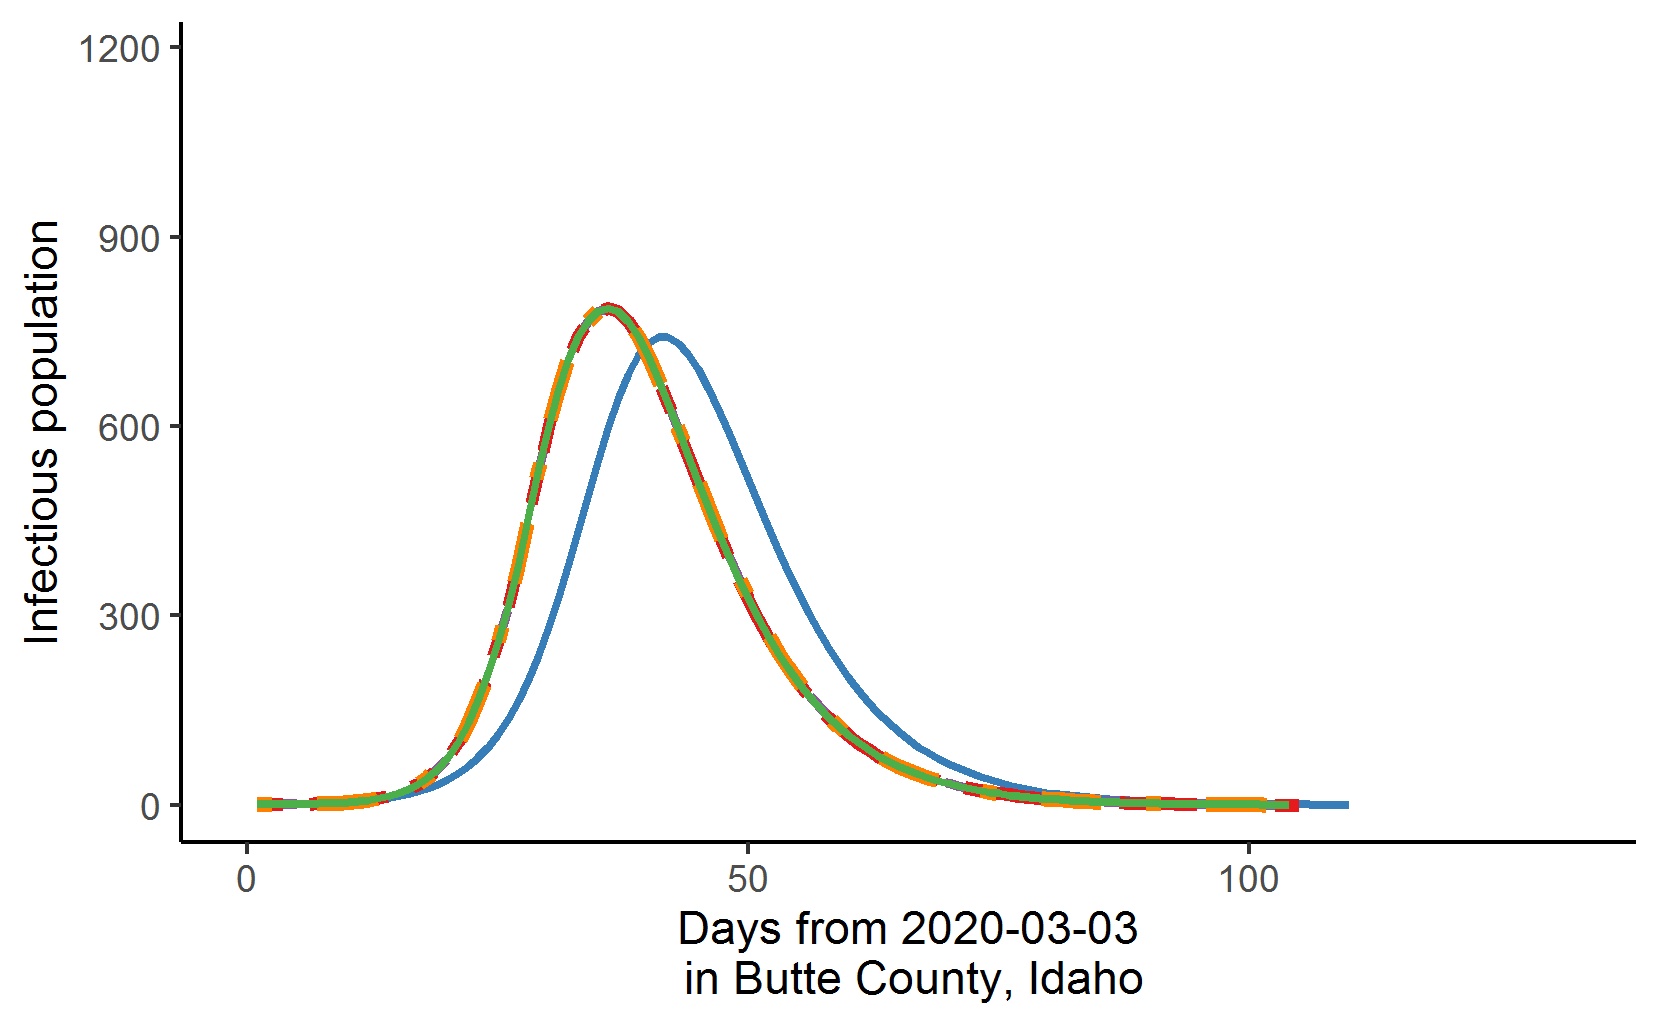 1200
900
600
300
0
Infectious population
0 50 100
Days from 2020-03-03
in Butte County, Idaho